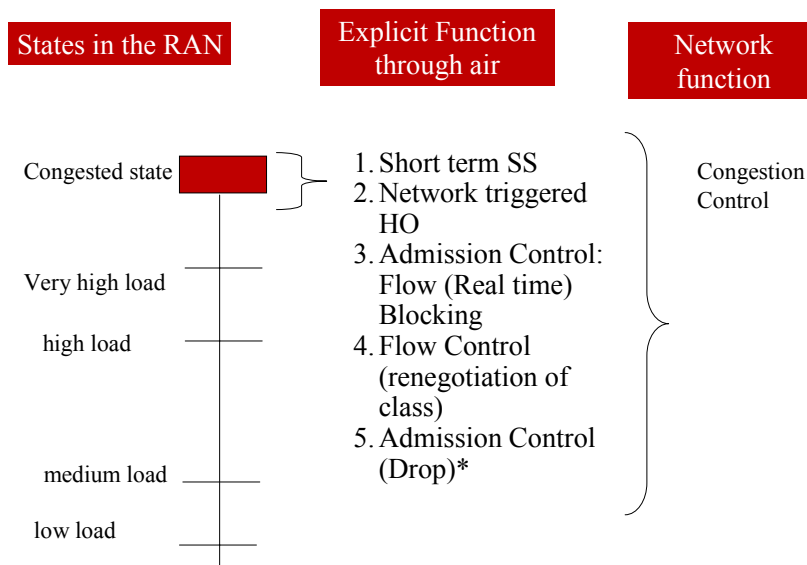 States in the RAN
Explicit Function
through air
Network
function
Congested state
Very high load
high load
medium load
low load
1. Short term SS
2. Network triggered
HO
3. Admission Control:
Flow (Real time)
Blocking
4. Flow Control
(renegotiation of
class)
5. Admission Control
(Drop)*
Congestion
Control